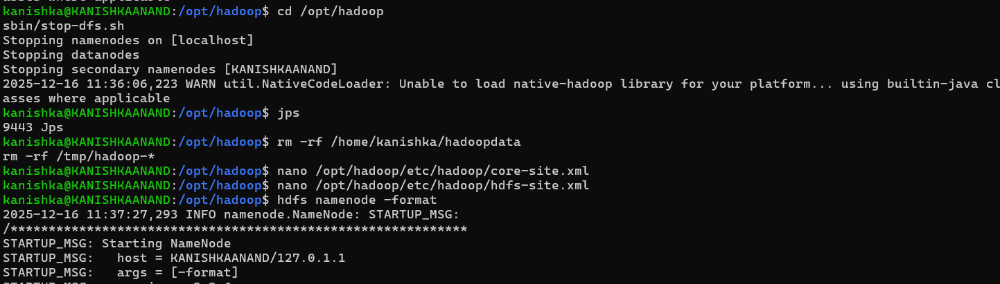 kanishka@KANISHKAANAND:/opt/hadoop$ cd /opt/hadoop
sbin/stop-dfs.sh
Stopping namenodes on [localhost]
Stopping datanodes
Stopping secondary namenodes [KANISHKAANAND]
2025-12-16 11:36:06,223 WARN util.NativeCodeLoader: Unable to load native-hadoop library for your platform... using builtin-java cl
asses where applicable
kanishka@KANISHKAANAND:/opt/hadoop$ jps
9443 Jps
kanishka@KANISHKAANAND:/opt/hadoop$ rm -rf /home/kanishka/hadoopdata
rm -rf /tmp/hadoop-*
kanishka@KANISHKAANAND:/opt/hadoop$ nano /opt/hadoop/etc/hadoop/core-site.xml
kanishka@KANISHKAANAND:/opt/hadoop$ nano /opt/hadoop/etc/hadoop/hdfs-site.xml
kanishka@KANISHKAANAND:/opt/hadoop$ hdfs namenode -format
2025-12-16 11:37:27,293 INFO namenode.NameNode: STARTUP_MSG:
/************************************************************
STARTUP_MSG: Starting NameNode
STARTUP_MSG:   host = KANISHKAANAND/127.0.1.1
STARTUP_MSG:   args = [-format]